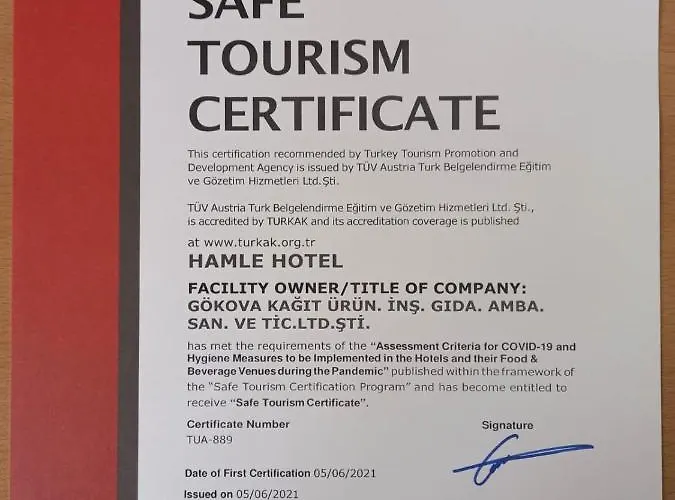 SAFE
TOURISM
CERTIFICATE
This certification recommended by Turkey Tourism Promotion and
Development Agency is issued by TÜV Austria Turk Belgelendirme Eğitim
ve Gözetim Hizmetleri Ltd.Şti.
TÜV Austria Turk Belgelendirme Eğitim ve Gözetim Hizmetleri Ltd. Şti.,
is accredited by TURKAK and its accreditation coverage is published
at www.turkak.org.tr
HAMLE HOTEL
FACILITY OWNER/TITLE OF COMPANY:
GÖKOVA KAĞIT ÜRÜN. İNŞ. GIDA. AMBA.
SAN. VE TİC.LTD.ŞTİ.
has met the requirements of the “Assessment Criteria for COVID-19 and
Hygiene Measures to be Implemented in the Hotels and their Food &
Beverage Venues during the Pandemic” published within the framework of
the “Safe Tourism Certification Program” and has become entitled to
receive “Safe Tourism Certificate”.
Certificate Number
Signature
TUA-889
Date of First Certification 05/06/2021
Issued on 05/06/2021